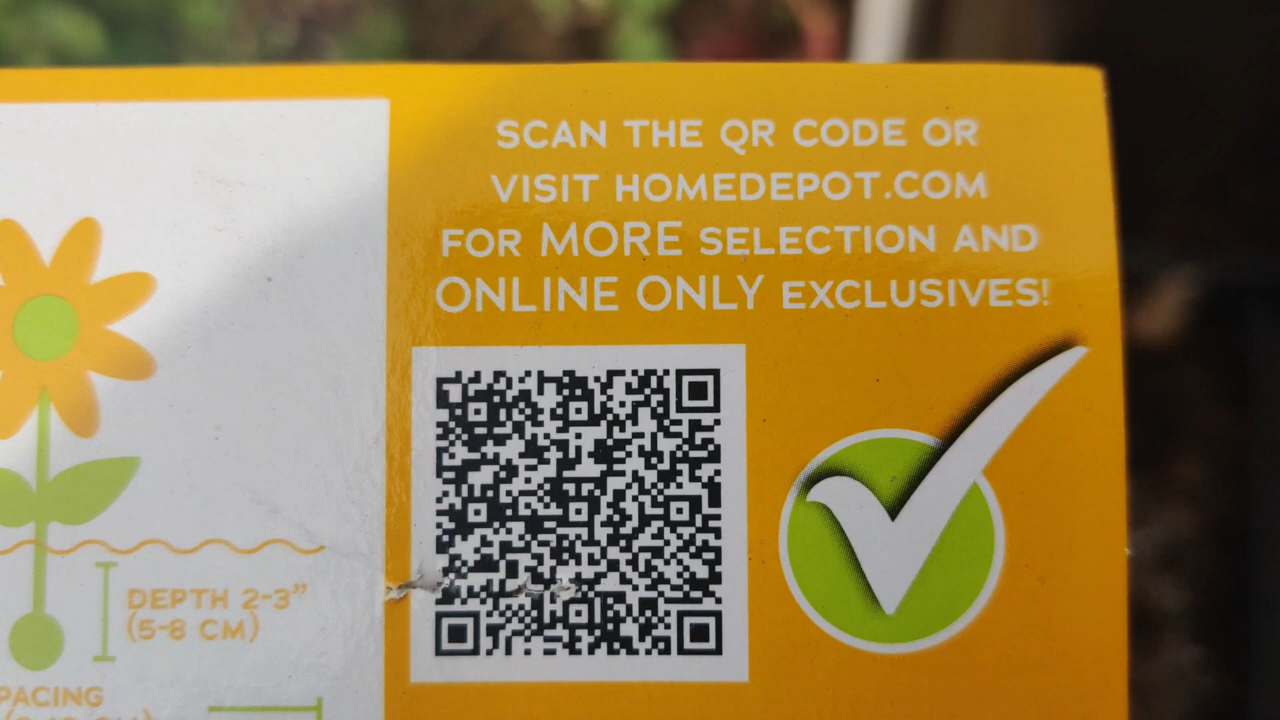 SCAN THE QR CODE OR
VISIT HOMEDEPOT.COM
FOR MORE SELECTION AND
ONLINE ONLY EXCLUSIVES!
DEPTH 2-3”
(5-8 CM)
PACING